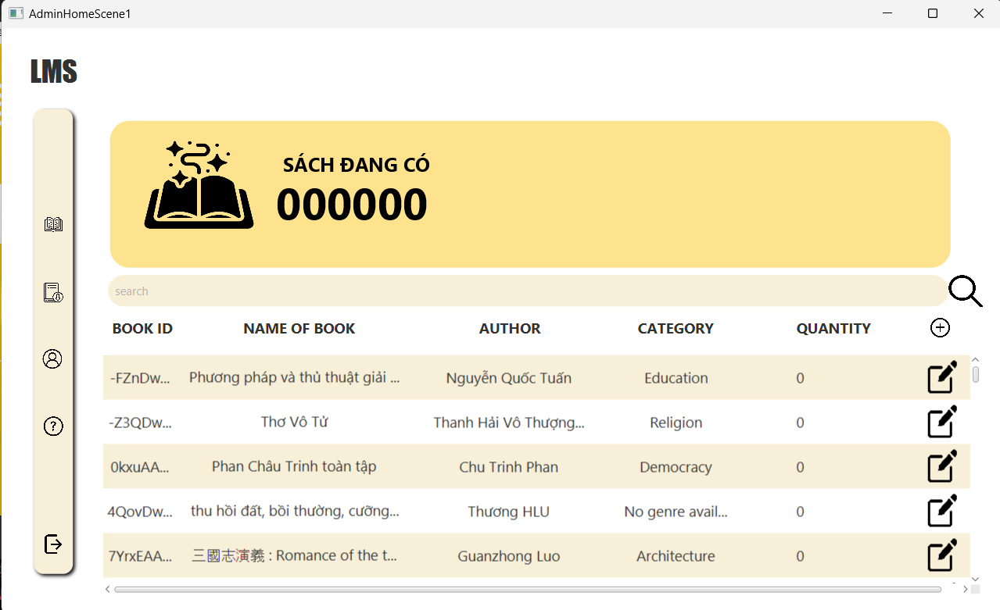 AdminHomeScene1
LMS
SÁCH ĐANG CÓ
000000
search
BOOK ID NAME OF BOOK AUTHOR CATEGORY QUANTITY
-FZnDw... Phương pháp và thủ thuật giải ... Nguyễn Quốc Tuấn Education 0
-Z3QDw... Thơ Vô Tử Thanh Hải Vô Thượng... Religion 0
0kxuAA... Phan Châu Trinh toàn tập Chu Trinh Phan Democracy 0
4QovDw... thu hồi đất, bồi thường, cưỡng... Thương HLU No genre avail... 0
7YrxEAA... 三國志演義 : Romance of the t... Guanzhong Luo Architecture 0